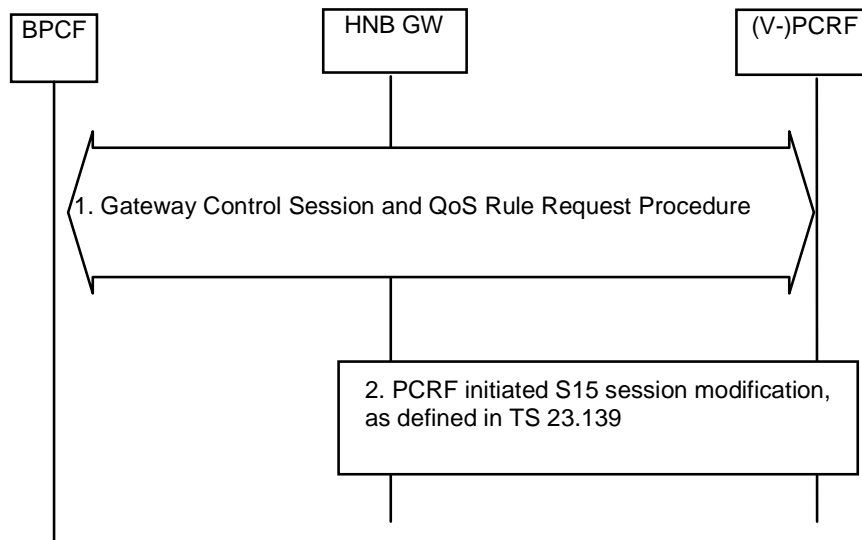 BPCF
HNB GW
(V-)PCRF
1. Gateway Control Session and QoS Rule Request Procedure
2. PCRF initiated S15 session modification,
as defined in TS 23.139